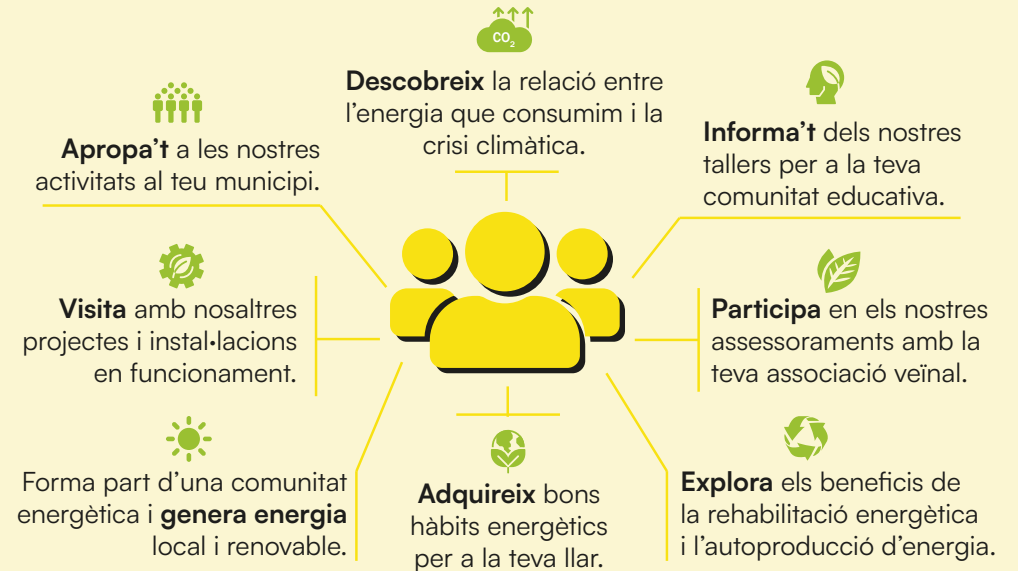 CO2
Descobreix la relació entre
l’energia que consumim i la
crisi climàtica.
Apropa’t a les nostres
activitats al teu municipi.
Informa’t dels nostres
tallers per a la teva
comunitat educativa.
Visita amb nosaltres
projectes i instal·lacions
en funcionament.
Participa en els nostres
assessoraments amb la
teva associació veïnal.
Forma part d’una comunitat
energètica i genera energia
local i renovable.
Adquireix bons
hàbits energètics
per a la teva llar.
Explora els beneficis de
la rehabilitació energètica
i l’autoproducció d’energia.